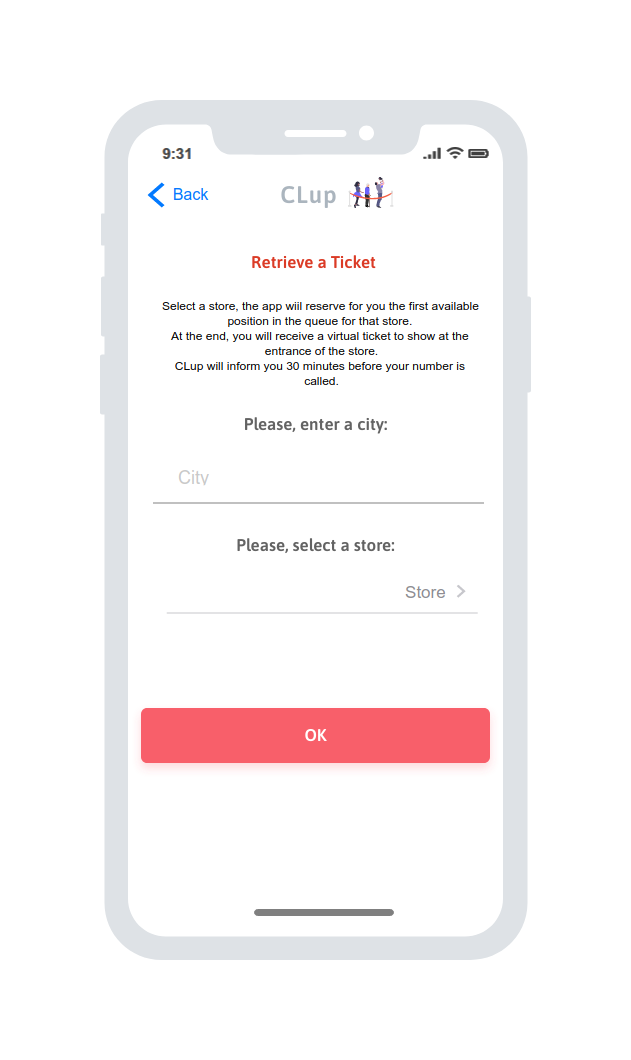 9:31
Back
CLup
Retrieve a Ticket
Select a store, the app wiil reserve for you the first available
position in the queue for that store.
At the end, you will receive a virtual ticket to show at the
entrance of the store.
CLup will inform you 30 minutes before your number is
called.
Please, enter a city:
City
Please, select a store:
Store
OK